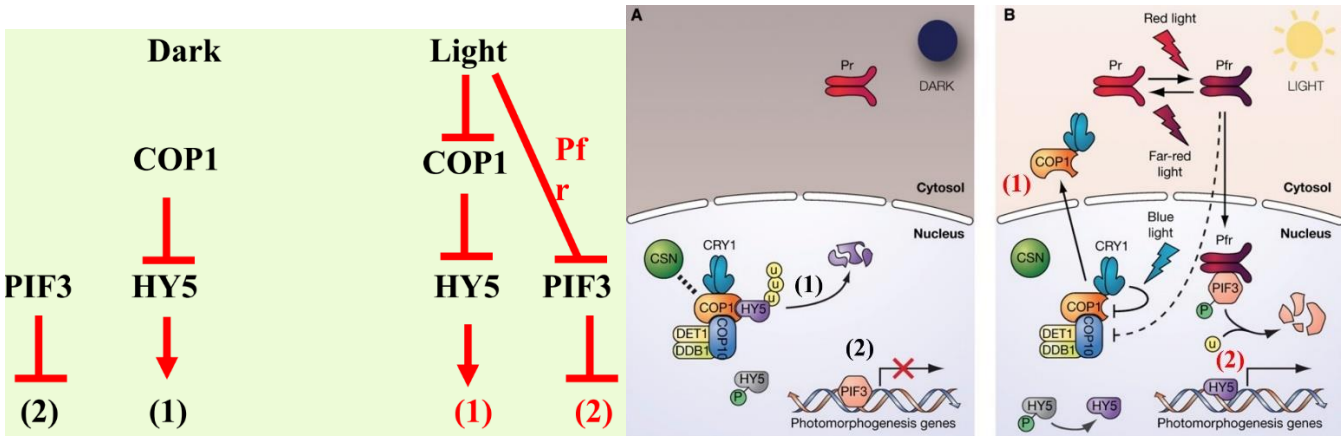 Dark
Light
COP1
COP1
Pf
r
PIF3
HY5
HY5
PIF3
(2)
(1)
(1)
(2)
A
DARK
Pr
Cytosol
Nucleus
CSN
CRY1
COP1
HY5
u
u
u
(1)
DET1
DDB1
COP10
HY5
P
(2)
PIF3
Photomorphogenesis genes
B
Red light
LIGHT
Pr
Pfr
Far-red
light
COP1
(1)
Cytosol
Nucleus
CSN
CRY1
Blue
light
Pfr
PIF3
P
u
COP1
DET1
DDB1
COP10
(2)
HY5
HY5
P
HY5
Photomorphogenesis genes